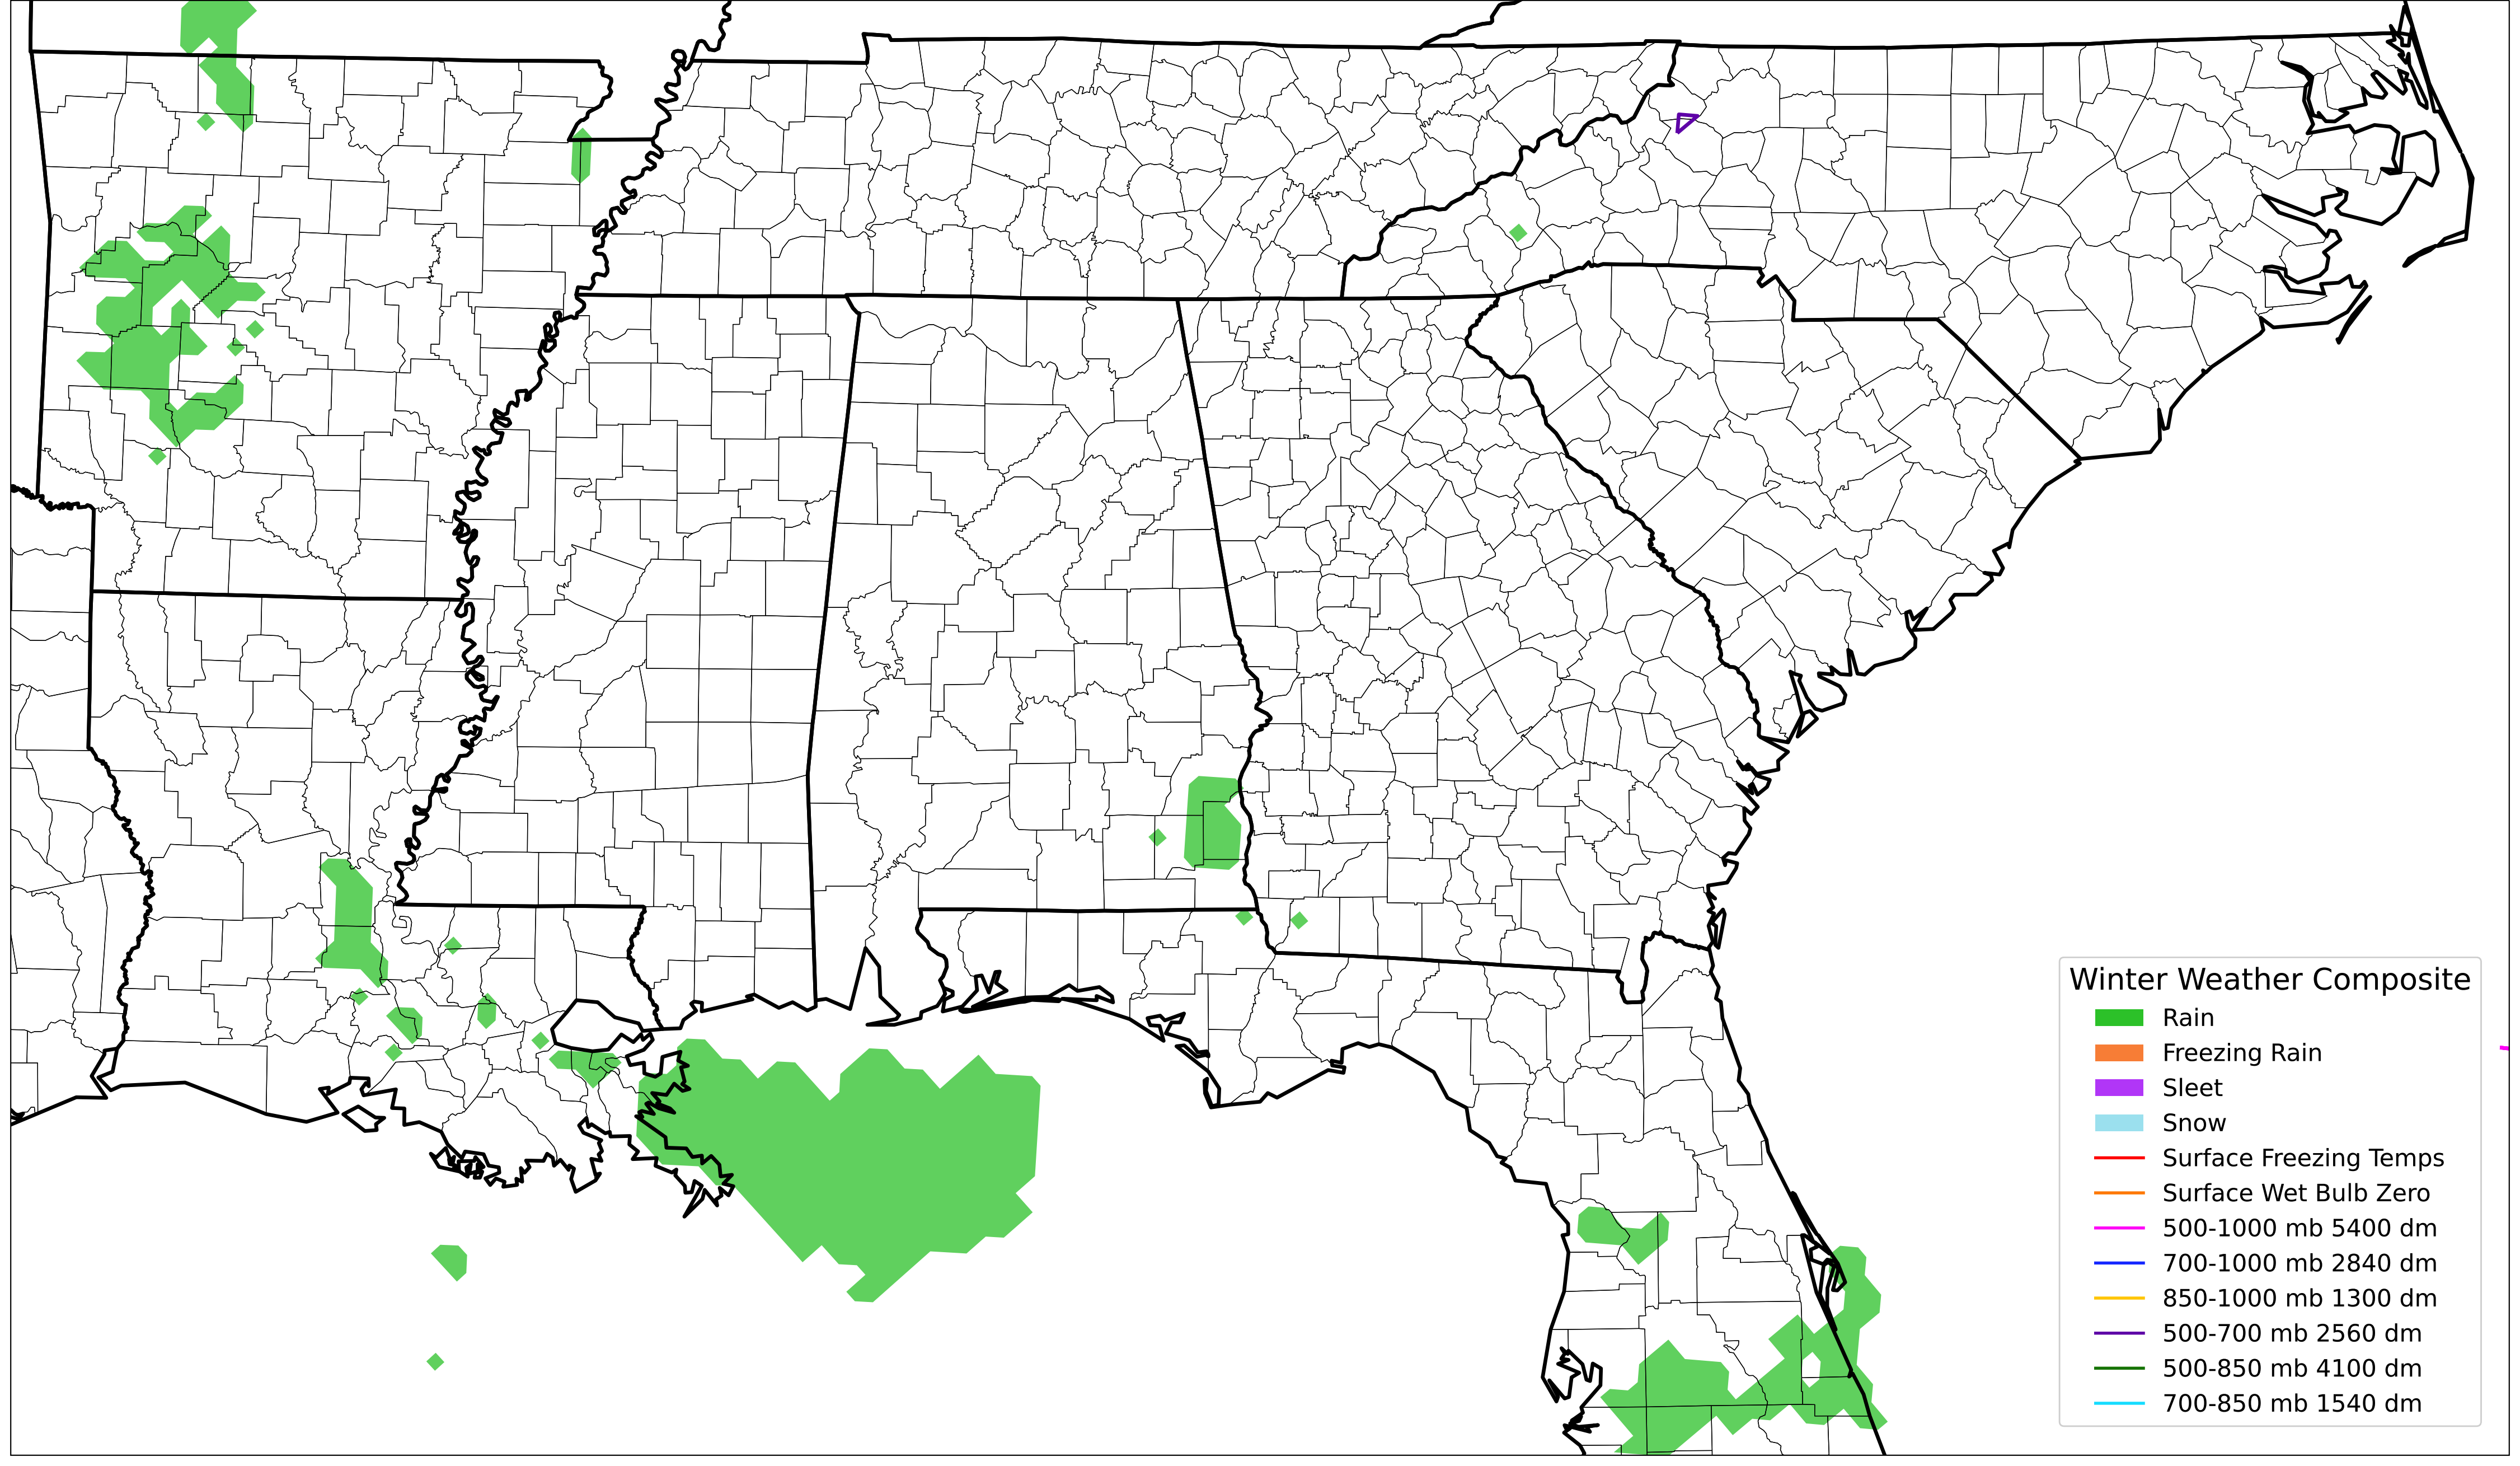 Winter Weather Composite
Rain
Freezing Rain
Sleet
Snow
Surface Freezing Temps
Surface Wet Bulb Zero
500-1000 mb 5400 dm
700-1000 mb 2840 dm
850-1000 mb 1300 dm
500-700 mb 2560 dm
500-850 mb 4100 dm
700-850 mb 1540 dm